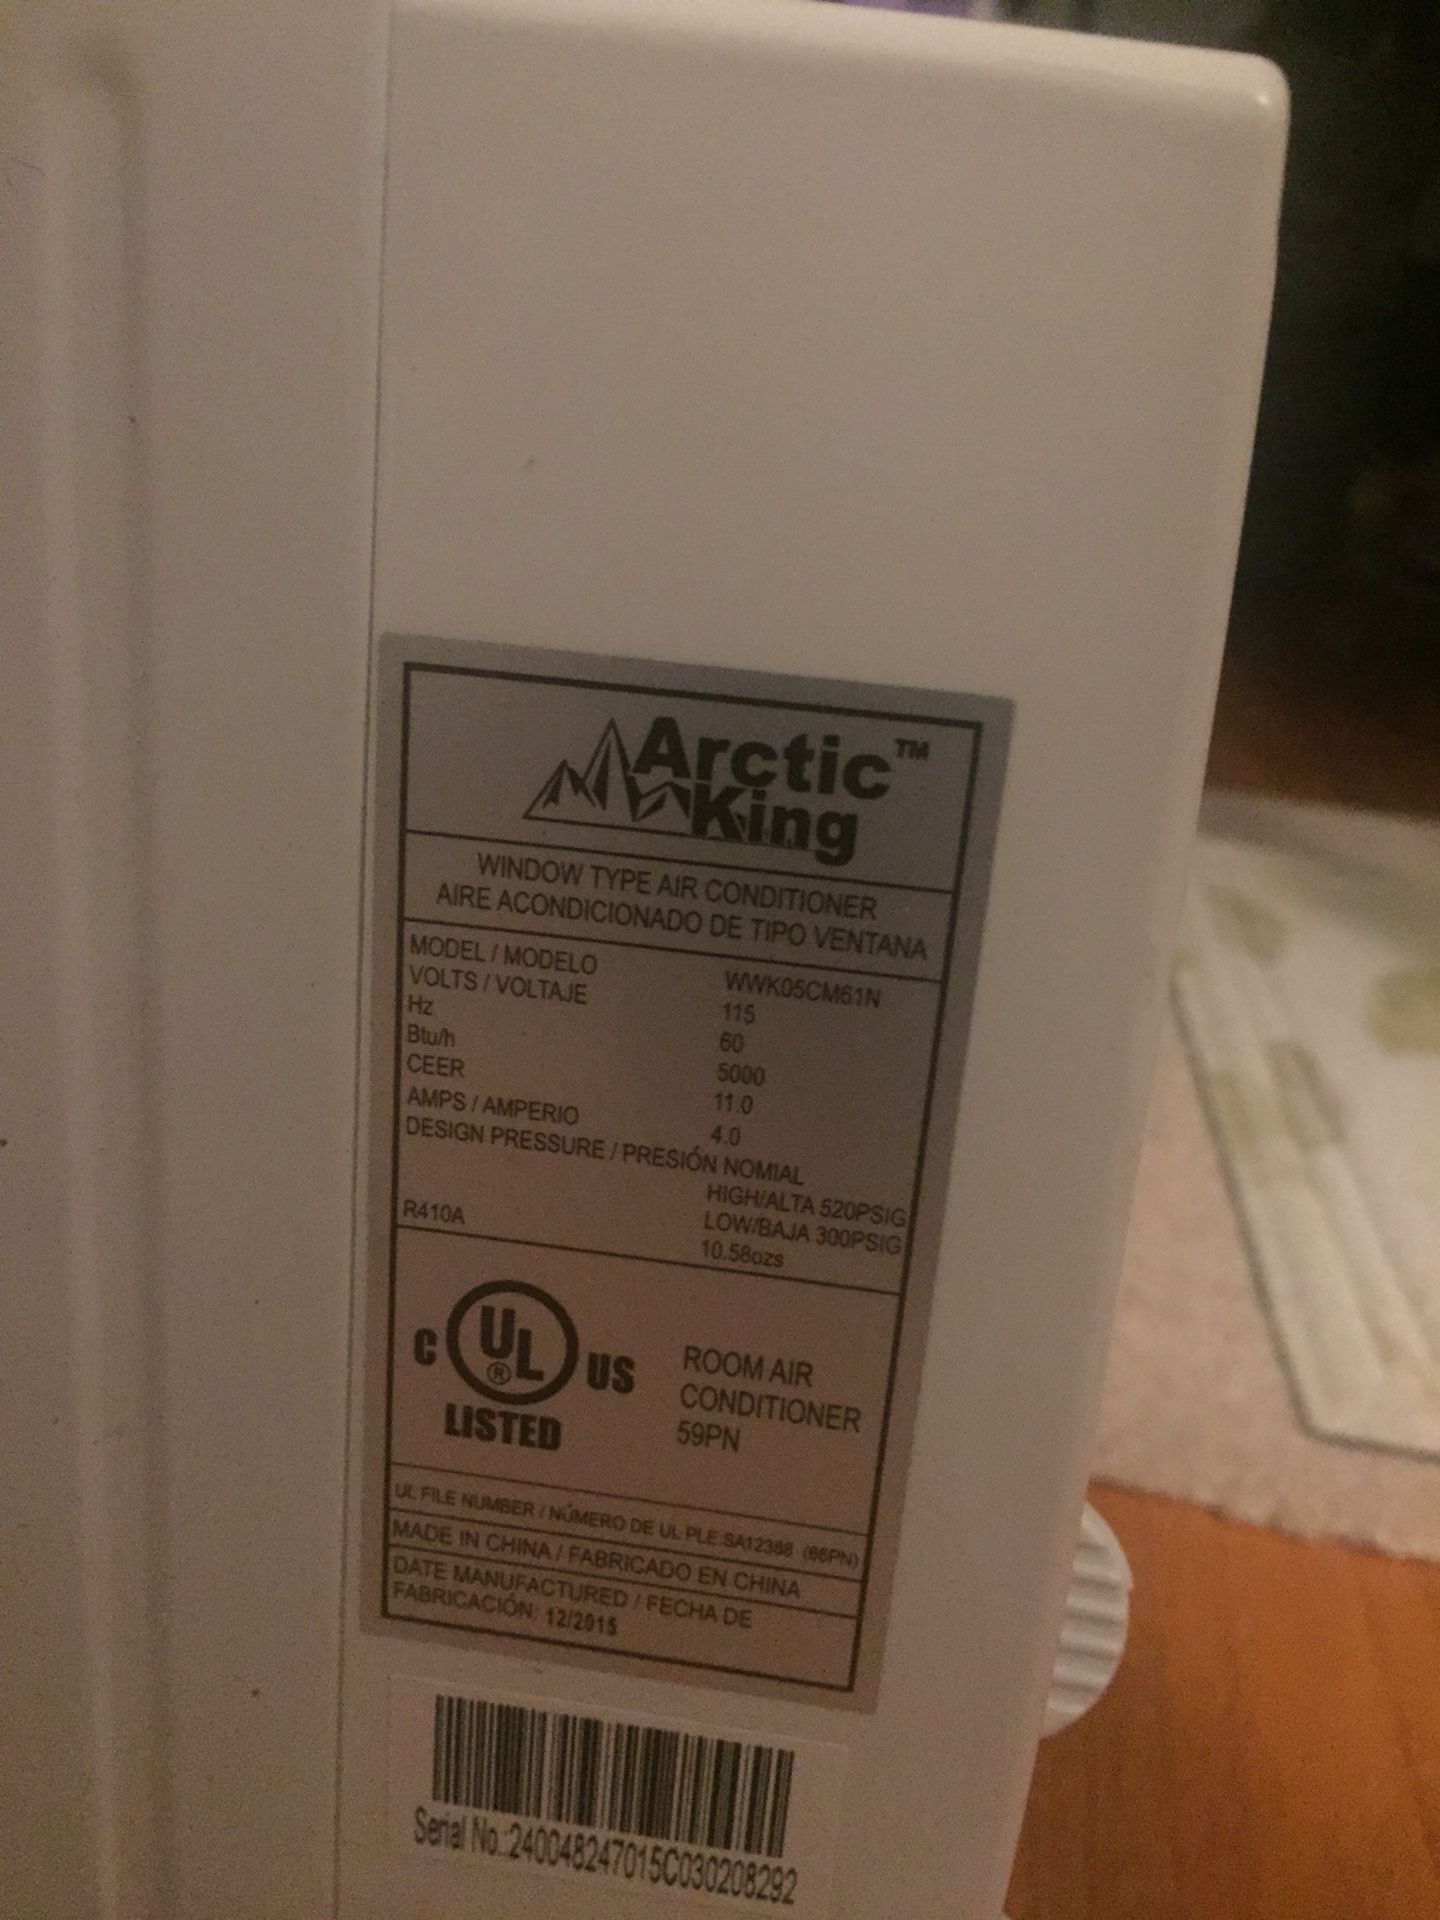 Arctic™
King
WINDOW TYPE AIR CONDITIONER
AIRE ACONDICIONADO DE TIPO VENTANA
MODEL / MODELO WWK05CM61N
VOLTS / VOLTAJE 115
Hz 60
Btu/h 5000
CEER 11.0
AMPS / AMPERIO 4.0
DESIGN PRESSURE / PRESIÓN NOMIAL
HIGH/ALTA 520PSIG
LOW/BAJA 300PSIG
R410A 10.58ozs
C UL ® US
LISTED
ROOM AIR
CONDITIONER
59PN
UL FILE NUMBER / NÚMERO DE UL PLE:SA12388 (66PN)
MADE IN CHINA / FABRICADO EN CHINA
DATE MANUFACTURED / FECHA DE
FABRICACIÓN: 12/2015
Serial No.:240048247015C030208292